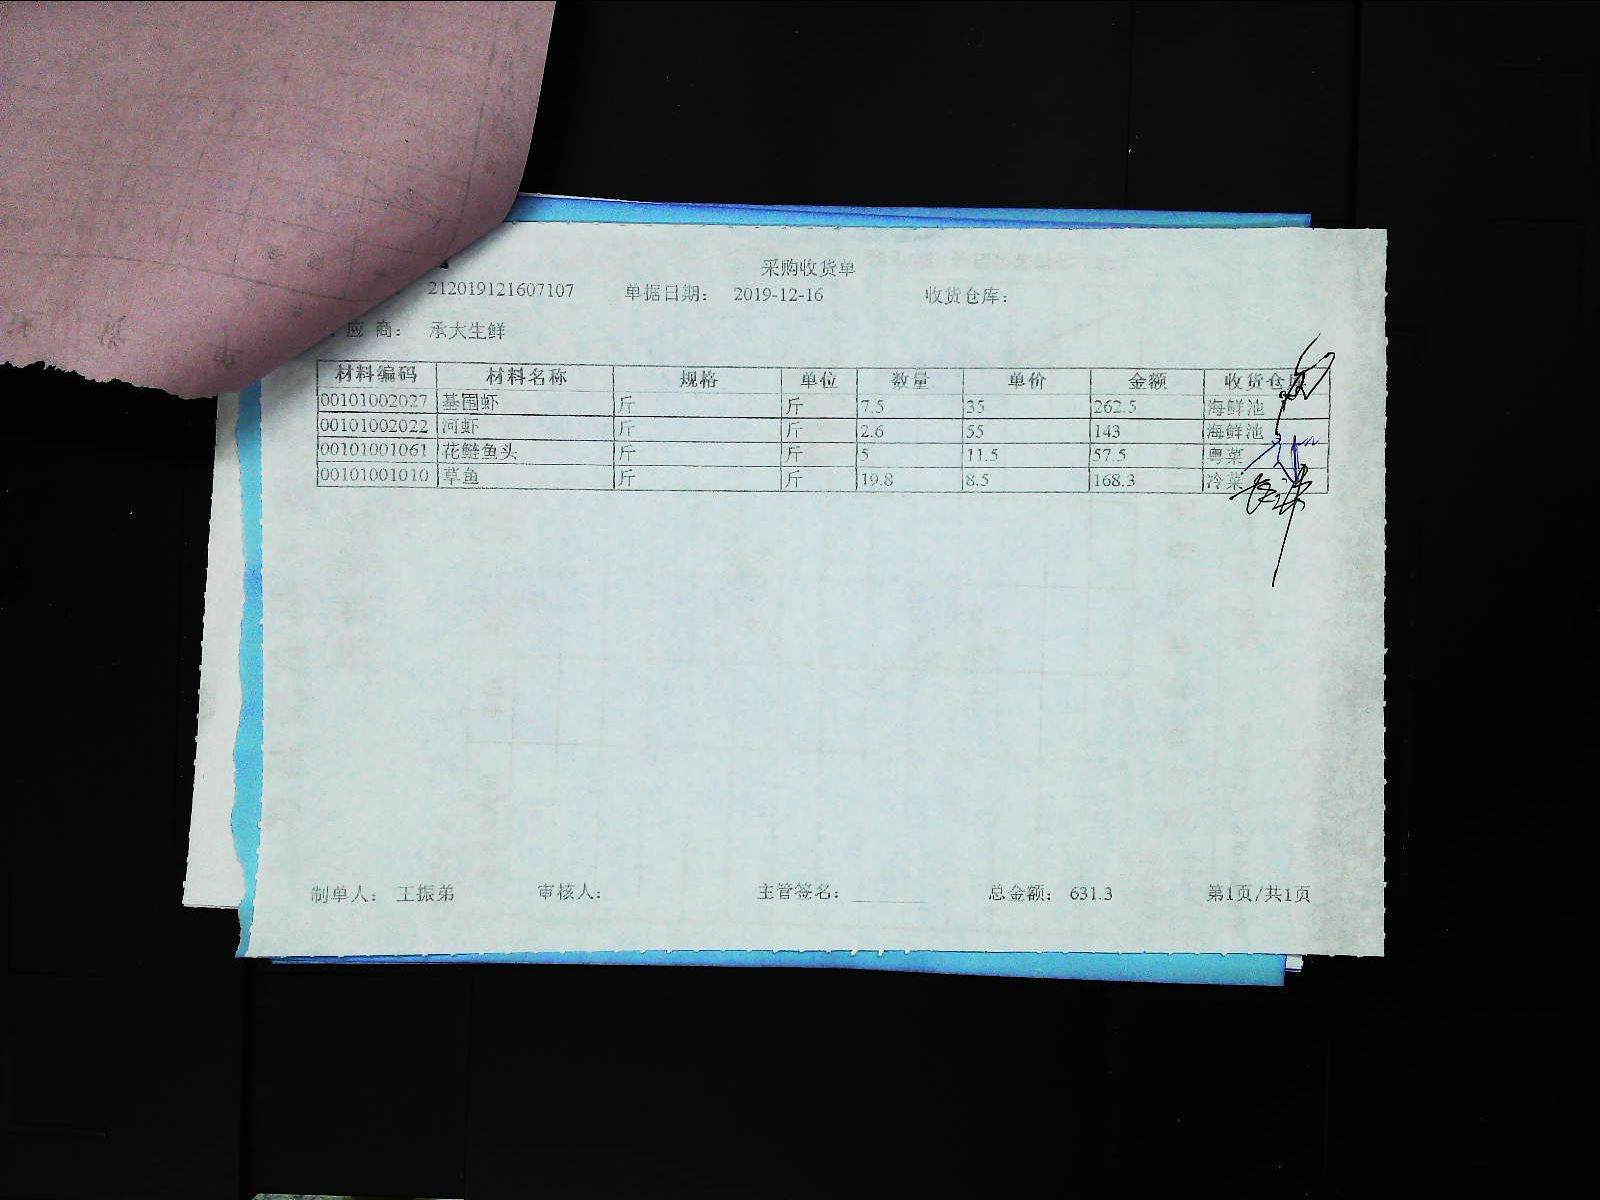 采购收货单
212019121607107 单据日期： 2019-12-16 收货仓库：
应 商： 承大生鲜
材料编码 材料名称 规格 单位 数量 单价 金额 收货仓库
00101002027 基围虾 斤 斤 7.5 35 262.5 海鲜池
00101002022 河虾 斤 斤 2.6 55 143 海鲜池
00101001061 花鲢鱼头 斤 斤 5 11.5 57.5 粤菜
00101001010 草鱼 斤 斤 19.8 8.5 168.3 冷菜
制单人： 王振弟 审核人： 主管签名： 总金额： 631.3 第1页/共1页